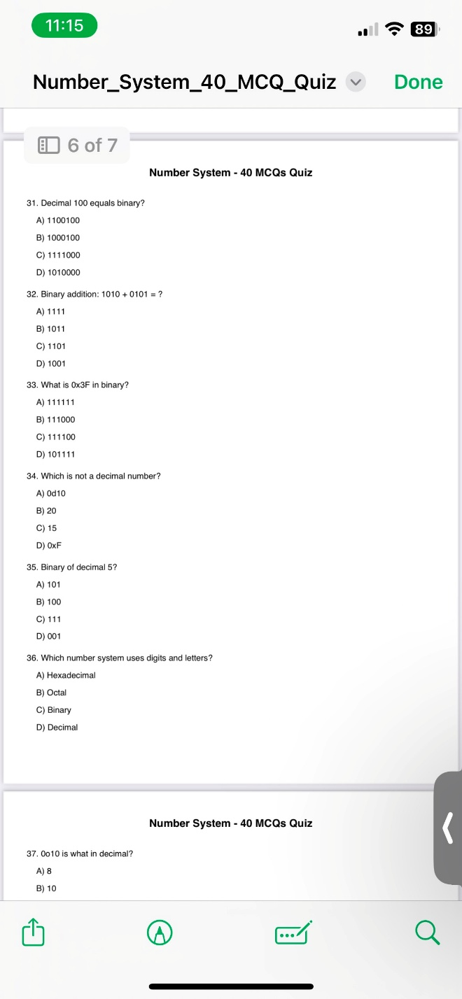 11:15
89
Number_System_40_MCQ_Quiz
Done
6 of 7
Number System - 40 MCQs Quiz
31. Decimal 100 equals binary?
A) 1100100
B) 1000100
C) 1111000
D) 1010000
32. Binary addition: 1010 + 0101 = ?
A) 1111
B) 1011
C) 1101
D) 1001
33. What is 0x3F in binary?
A) 111111
B) 111000
C) 111100
D) 101111
34. Which is not a decimal number?
A) 0d10
B) 20
C) 15
D) 0xF
35. Binary of decimal 5?
A) 101
B) 100
C) 111
D) 001
36. Which number system uses digits and letters?
A) Hexadecimal
B) Octal
C) Binary
D) Decimal
Number System - 40 MCQs Quiz
37. 0o10 is what in decimal?
A) 8
B) 10